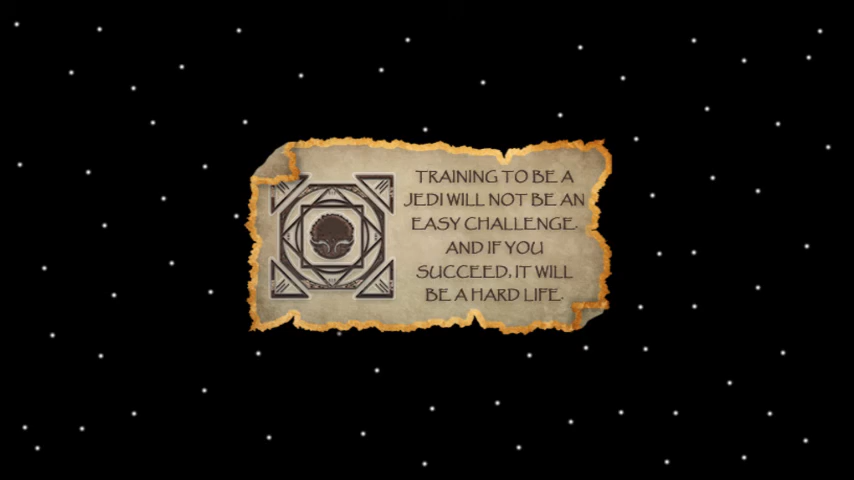 TRAINING TO BE A
JEDI WILL NOT BE AN
EASY CHALLENGE.
AND IF YOU
SUCCEED, IT WILL
BE A HARD LIFE.